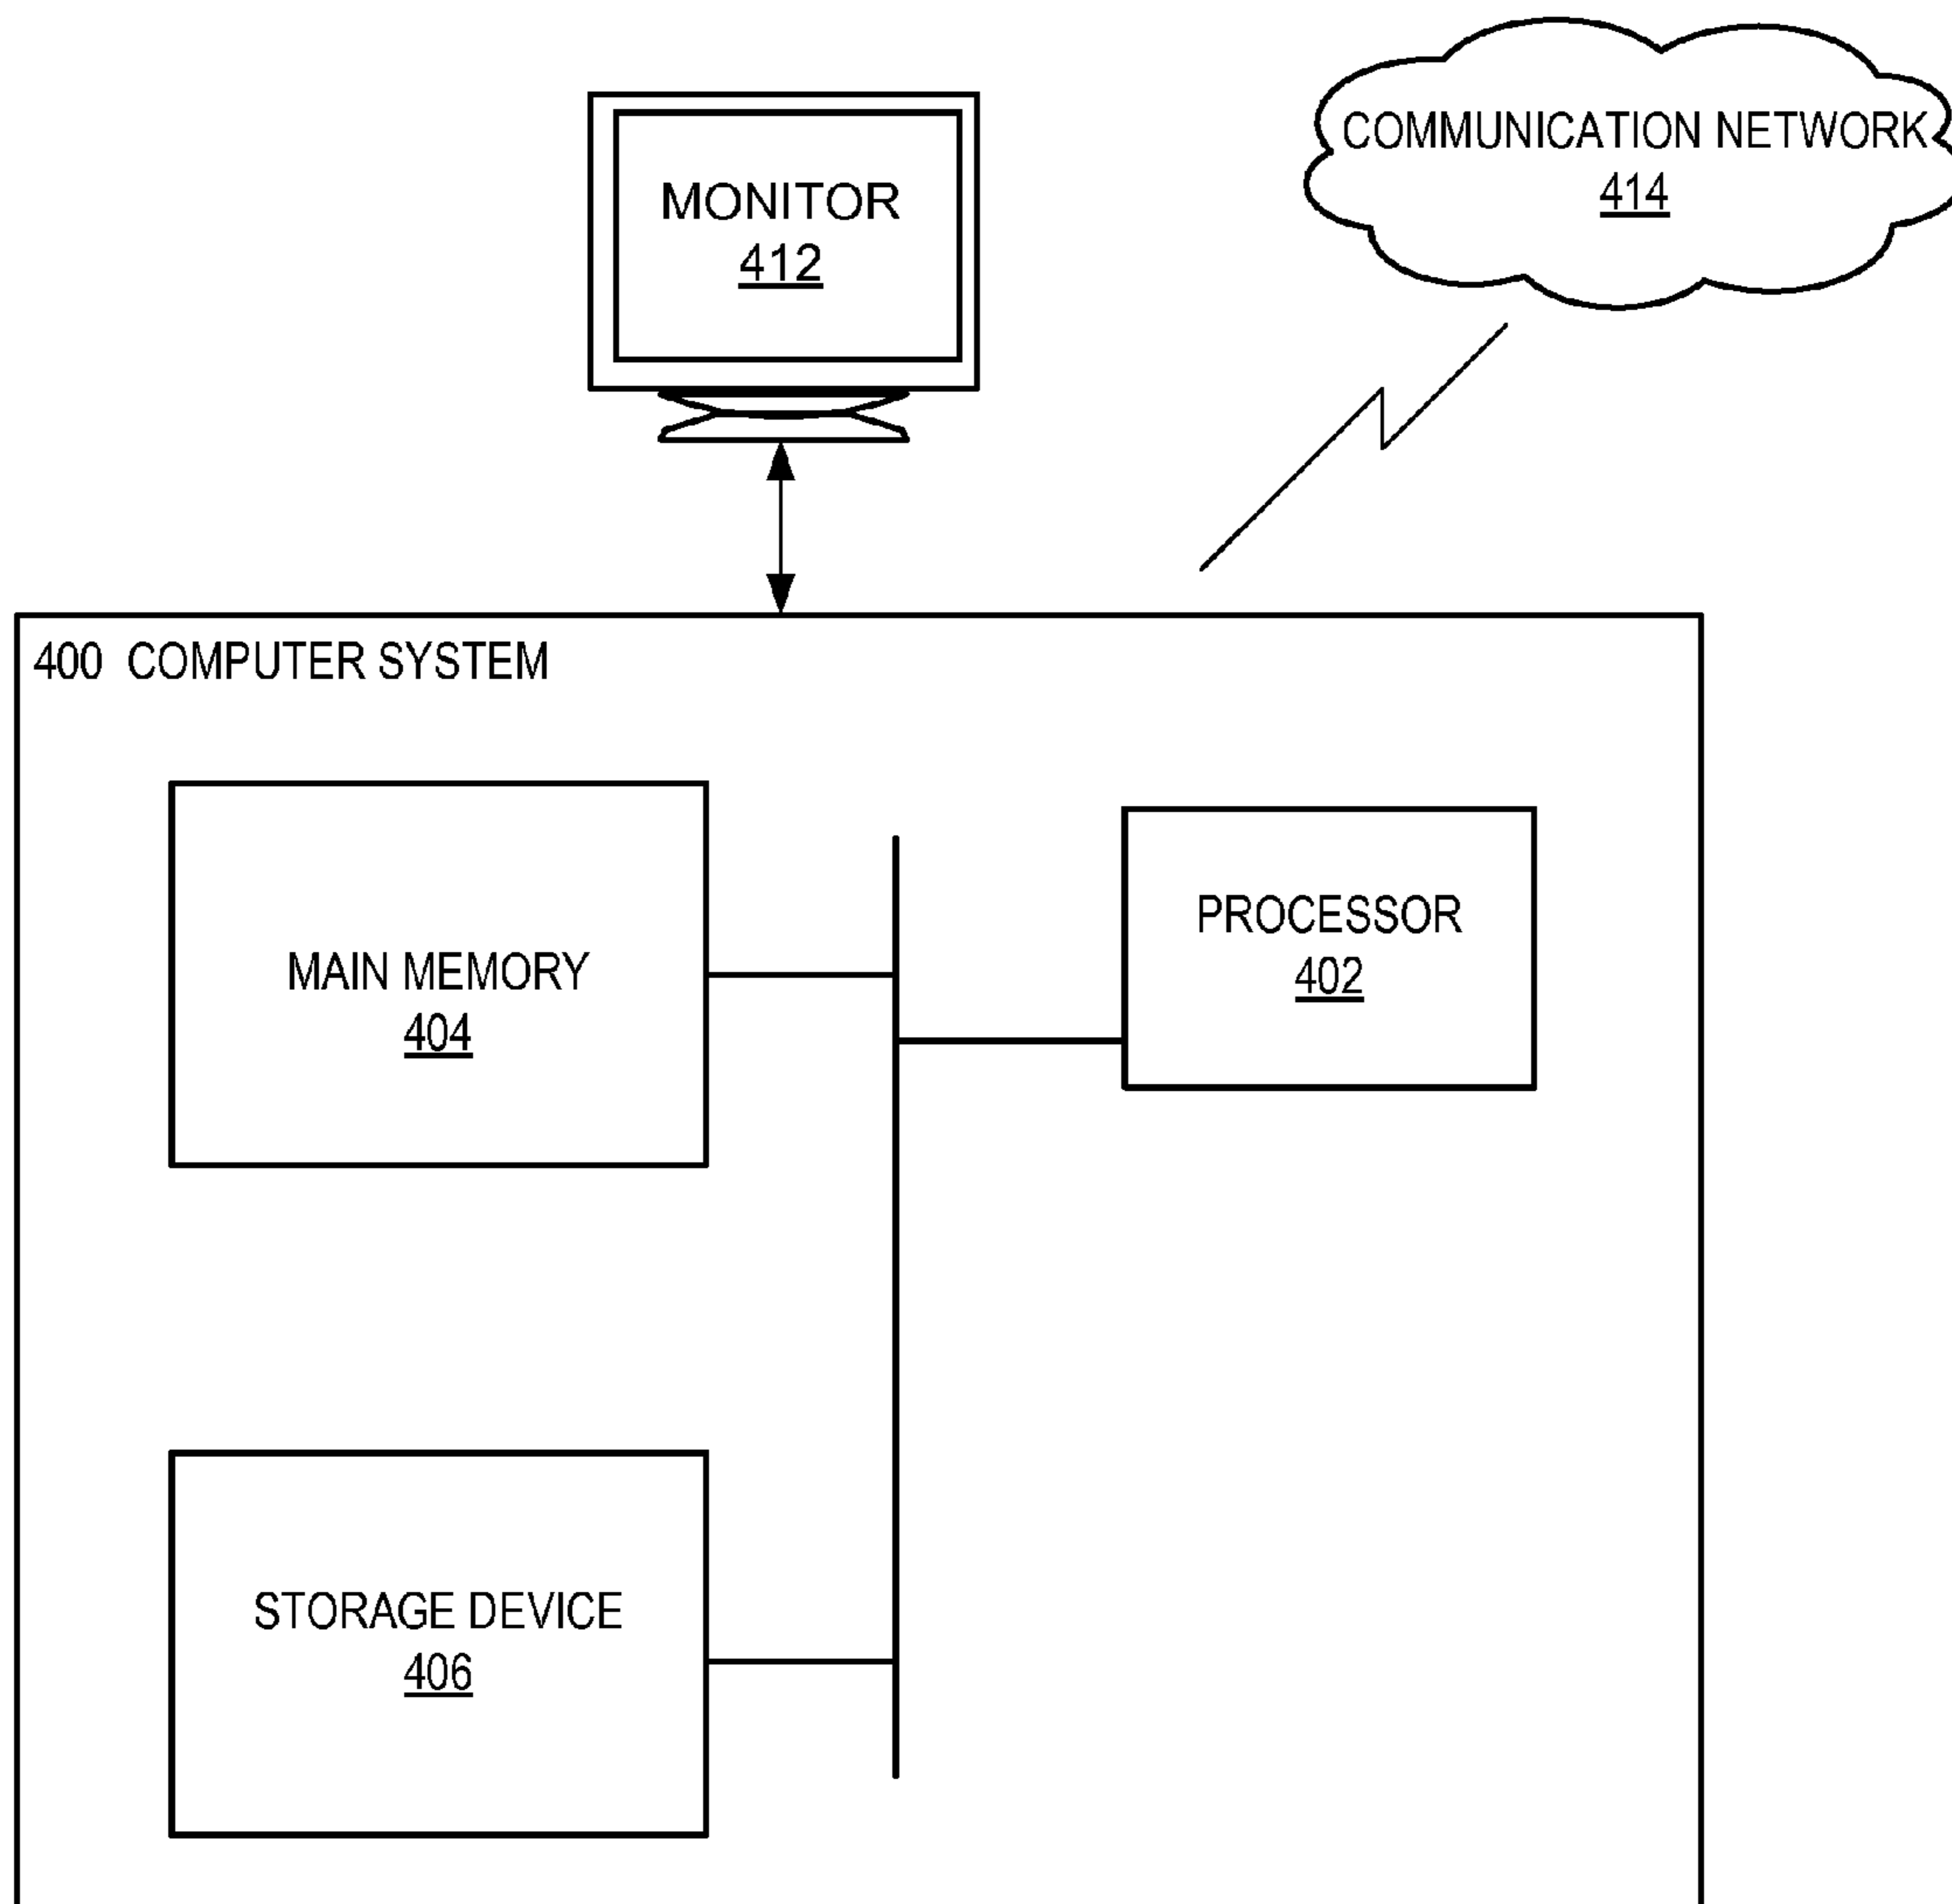 MONITOR
412
COMMUNICATION NETWORK
414
400 COMPUTER SYSTEM
MAIN MEMORY
404
PROCESSOR
402
STORAGE DEVICE
406